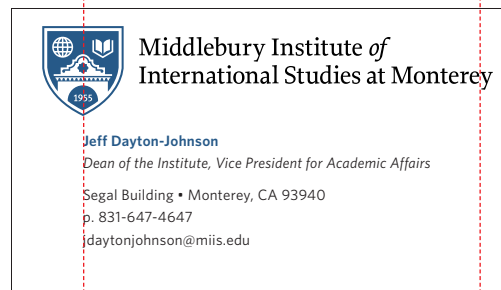 Middlebury Institute of
International Studies at Monterey
1955
Jeff Dayton-Johnson
Dean of the Institute, Vice President for Academic Affairs
Segal Building • Monterey, CA 93940
p. 831-647-4647
jdaytonjohnson@miis.edu